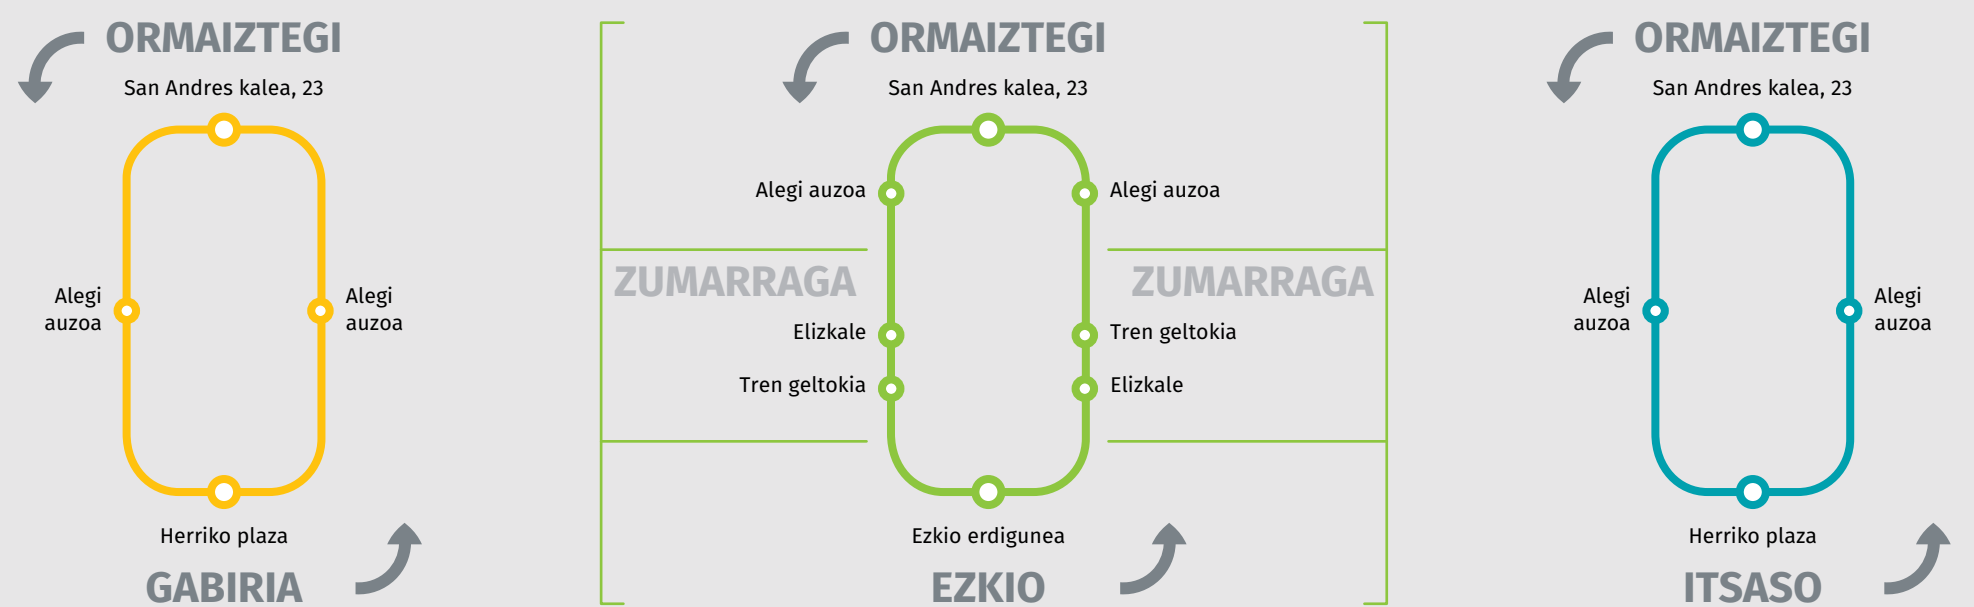 ORMAIZTEGI
San Andres kalea, 23
Alegi
auzoa
Alegi
auzoa
Herriko plaza
GABIRIA
ORMAIZTEGI
San Andres kalea, 23
Alegi auzoa
Alegi auzoa
ZUMARRAGA
ZUMARRAGA
Elizkale
Tren geltokia
Tren geltokia
Elizkale
Ezkio erdigunea
EZKIO
ORMAIZTEGI
San Andres kalea, 23
Alegi
auzoa
Alegi
auzoa
Herriko plaza
ITSASO